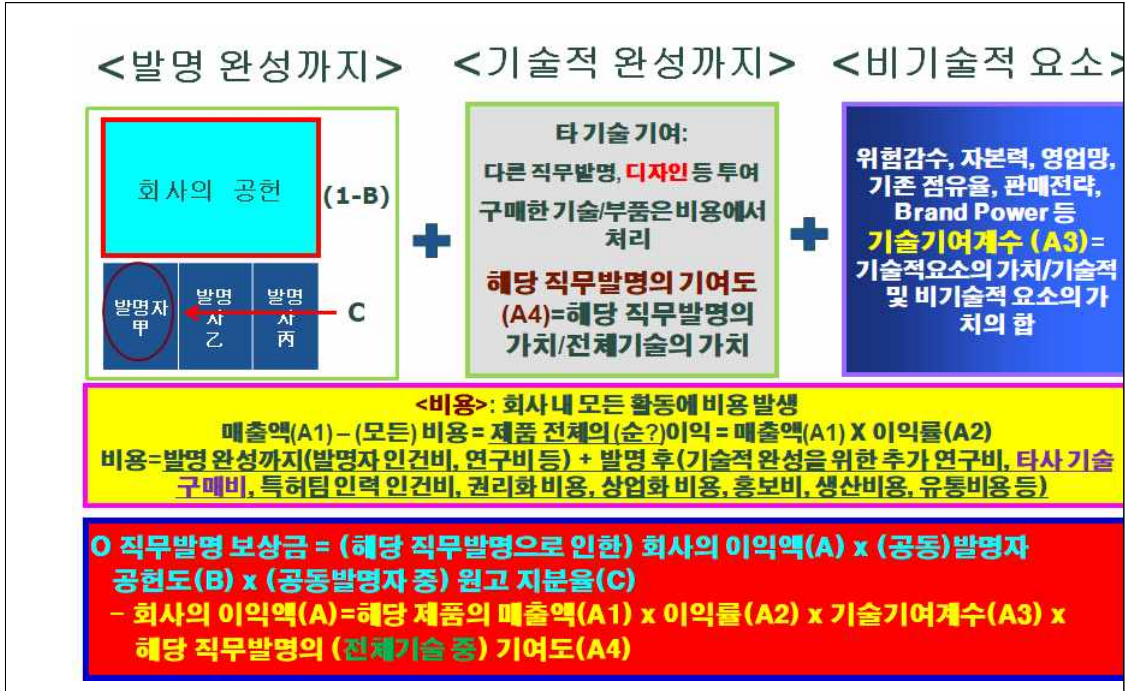 <발명 완성까지>
<기술적 완성까지>
<비기술적 요소>
회사의 공헌
(1-B)
발명자
甲
발명
자
乙
발명
자
丙
C
+
타 기술 기여:
다른 직무발명, 디자인 등 투여
구매한 기술/부품은 비용에서
처리
해당 직무발명의 기여도
(A4)=해당 직무발명의
가치/전체기술의 가치
+
위험감수, 자본력, 영업망,
기존 점유율, 판매전략,
Brand Power 등
기술기여계수 (A3)=
기술적요소의 가치/기술적
및 비기술적 요소의 가
치의 합
<비용>: 회사 내 모든 활동에 비용 발생
매출액(A1) – (모든) 비용 = 제품 전체의(순?)이익 = 매출액(A1) X 이익률(A2)
비용=발명 완성까지(발명자 인건비, 연구비 등) + 발명 후(기술적 완성을 위한 추가 연구비, 타사 기술
구매비, 특허팀 인력 인건비, 권리화 비용, 상업화 비용, 홍보비, 생산비용, 유통비용 등)
O 직무발명 보상금 = (해당 직무발명으로 인한) 회사의 이익액(A) x (공동)발명자
공헌도(B) x (공동발명자 중) 원고 지분율(C)
– 회사의 이익액(A)=해당 제품의 매출액(A1) x 이익률(A2) x 기술기여계수(A3) x
해당 직무발명의 (전체기술 중) 기여도(A4)